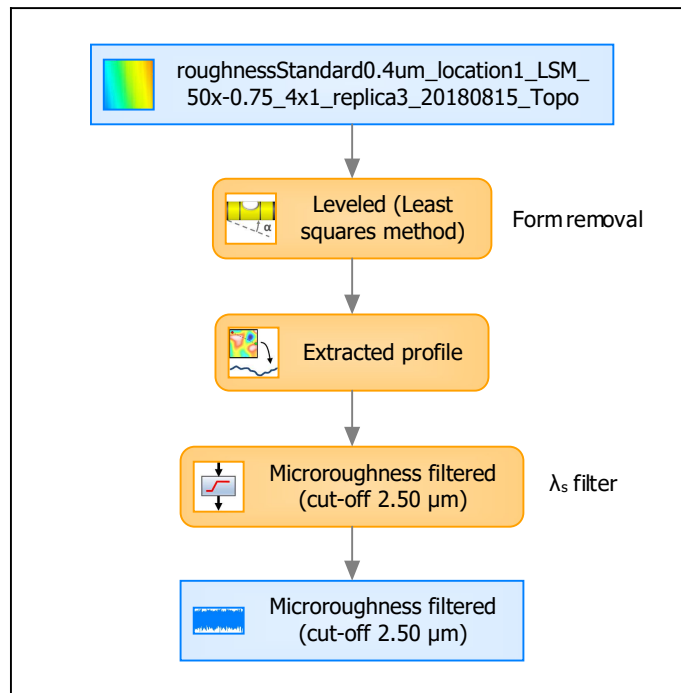 roughnessStandard0.4um_location1_LSM_
50x-0.75_4x1_replica3_20180815_Topo
Leveled (Least
squares method)
Form removal
α
Extracted profile
Microroughness filtered
(cut-off 2.50 µm)
λs filter
Microroughness filtered
(cut-off 2.50 µm)